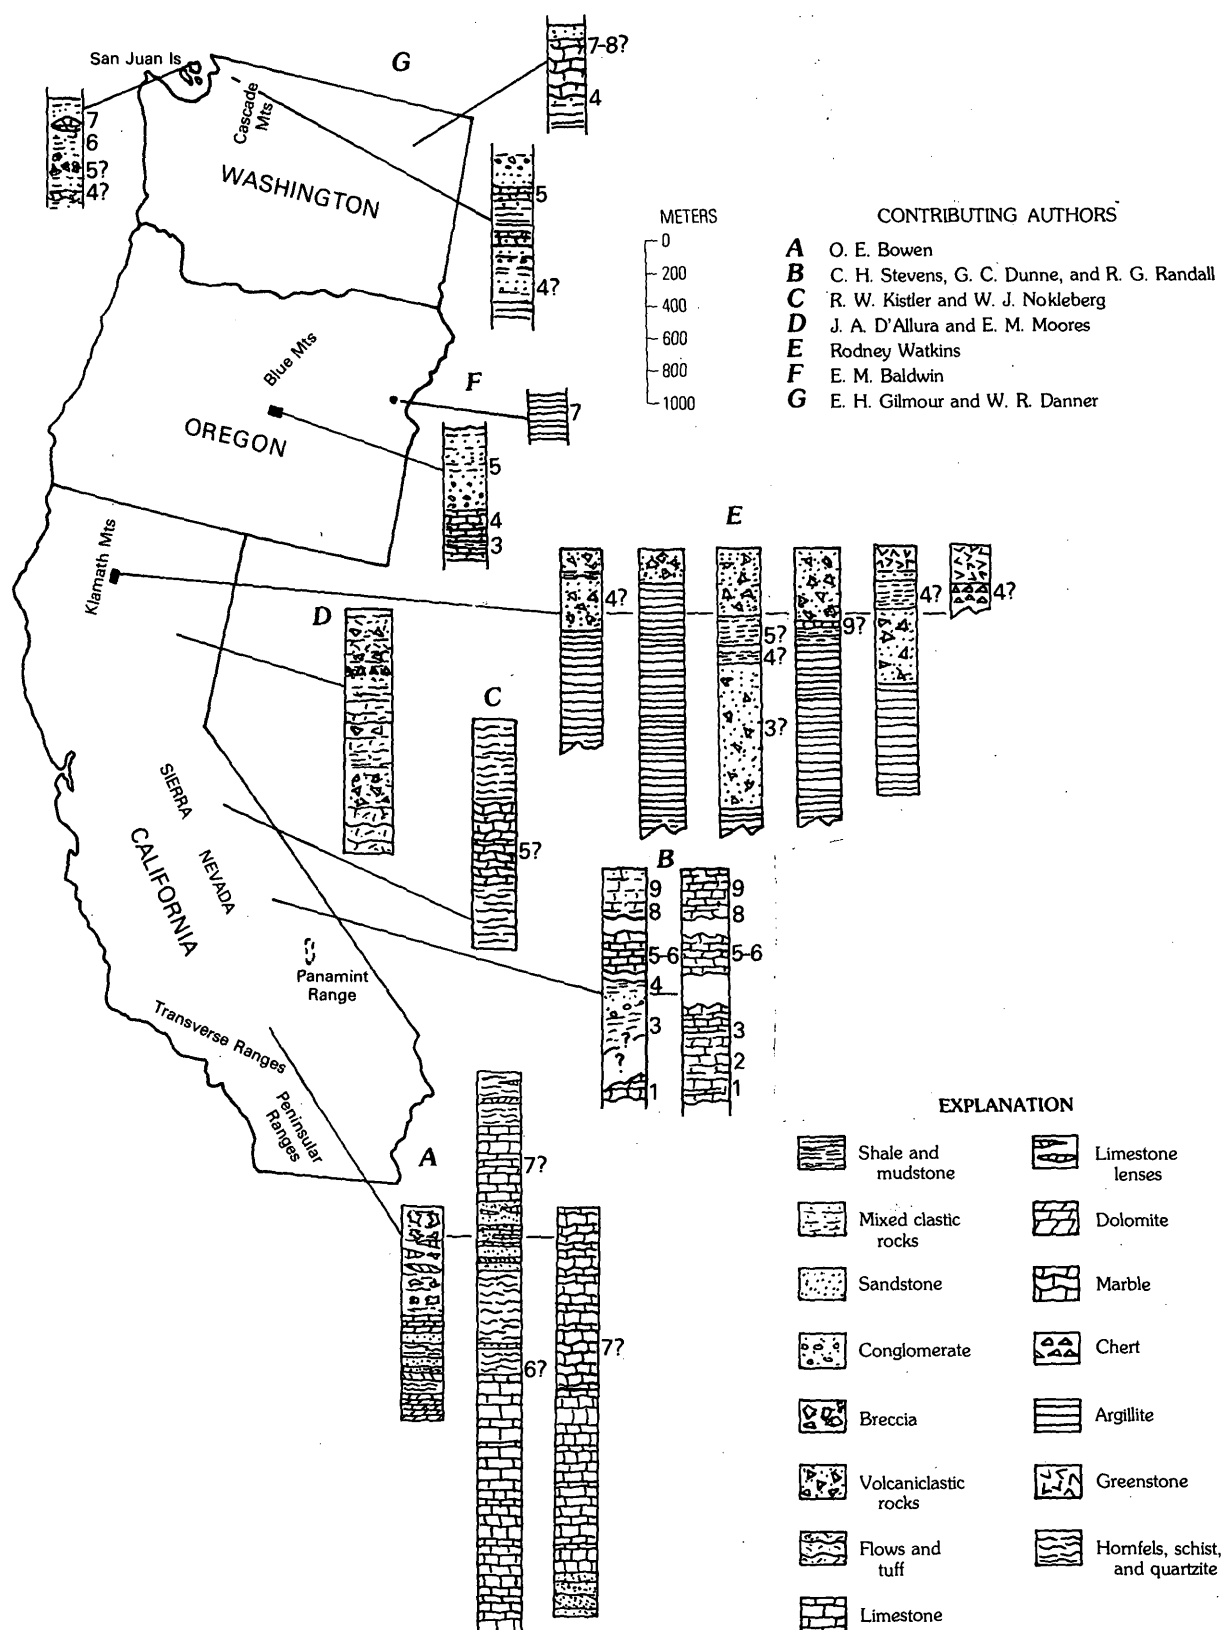 San Juan Is
G
7-8?
4
Cascade
Mts
7
6
5?
4?
WASHINGTON
5
4?
METERS
0
200
400
600
800
1000
CONTRIBUTING AUTHORS
A O. E. Bowen
B C. H. Stevens, G. C. Dunne, and R. G. Randall
C R. W. Kistler and W. J. Nokleberg
D J. A. D'Allura and E. M. Moores
E Rodney Watkins
F E. M. Baldwin
G E. H. Gilmour and W. R. Danner
Blue Mts
F
7
OREGON
5
4
3
E
Klamath Mts
4?
5?
4?
3?
9?
4?
4
4?
D
C
5?
SIERRA
NEVADA
CALIFORNIA
B
9
8
5-6
4
3
?
?
1
9
8
5-6
3
2
1
Panamint
Range
Transverse Ranges
Peninsular
Ranges
A
7?
6?
7?
EXPLANATION
Shale and
mudstone
Mixed clastic
rocks
Sandstone
Conglomerate
Breccia
Volcaniclastic
rocks
Flows and
tuff
Limestone
Limestone
lenses
Dolomite
Marble
Chert
Argillite
Greenstone
Hornfels, schist,
and quartzite